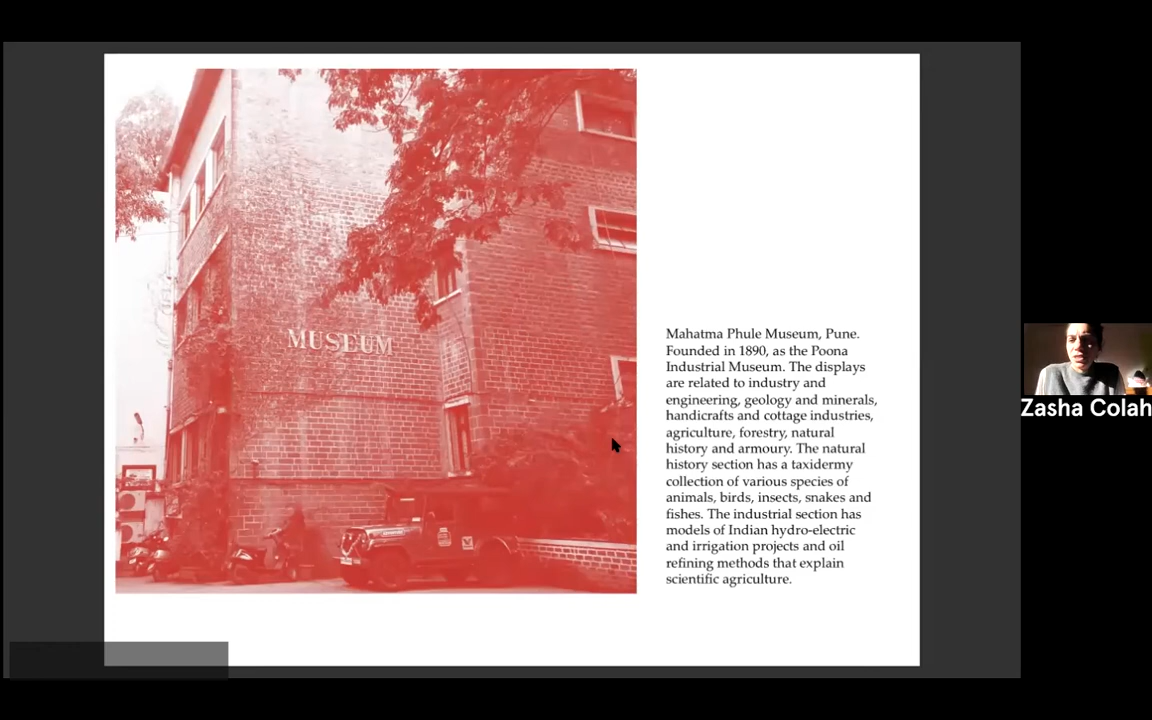 MUSEUM
Mahatma Phule Museum, Pune.
Founded in 1890, as the Poona
Industrial Museum. The displays
are related to industry and
engineering, geology and minerals,
handicrafts and cottage industries,
agriculture, forestry, natural
history and armoury. The natural
history section has a taxidermy
collection of various species of
animals, birds, insects, snakes and
fishes. The industrial section has
models of Indian hydro-electric
and irrigation projects and oil
refining methods that explain
scientific agriculture.
Zasha Colah